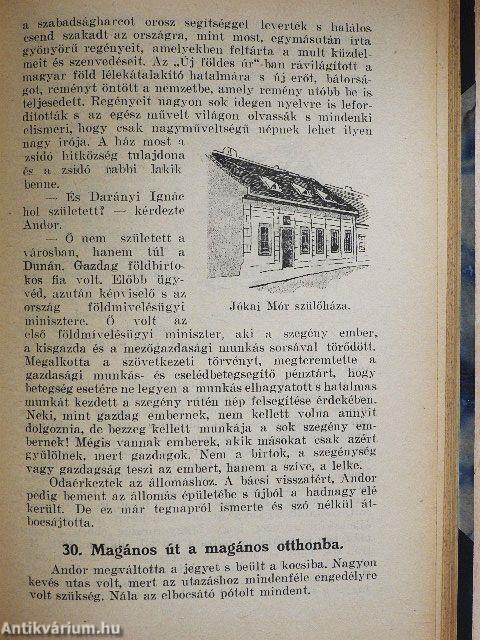 a szabadságharcot orosz segítséggel leverték s halálos
csend szakadt az országra, mint most, egymásután írta
gyönyörű regényeit, amelyekben feltárta a mult küzdel-
meit és szenvedéseit. Az „Új földes úr"-ban rávilágított a
magyar föld lélekátalakító hatalmára s új erőt, bátorsá-
got, reményt öntött a nemzetbe, amely remény utóbb be is
teljesedett. Regényeit nagyon sok idegen nyelvre is lefor-
dították s az egész művelt világon olvassák s mindenki
elismeri, hogy csak nagyműveltségű népnek lehet ilyen
nagy írója. A ház most a
zsidó hitközség tulajdona
és a zsidó rabbi lakik
benne.
— És Darányi Ignác
hol született? — kérdezte
Andor.
— Ő nem született a
városban, hanem túl a
Dunán. Gazdag földbirto-
kos fia volt. Előbb ügy-
véd, azután képviselő s az
ország földmívelésügyi
minisztere. Ő volt az
Jókai Mór szülőháza.
első földmívelésügyi miniszter, aki a szegény ember,
a kisgazda és a mezőgazdasági munkás sorsával törődött.
Megalkotta a szövetkezeti törvényt, megteremtette a
gazdasági munkás- és cselédbetegsegítő pénztárt, hogy
betegség esetére ne legyen a munkás elhagyatott s hatalmas
munkát kezdett a szegény rutén nép felsegítése érdekében.
Neki, mint gazdag embernek, nem kellett volna annyit
dolgoznia, de bezzeg kellett munkája a sok szegény em-
bernek! Mégis vannak emberek, akik másokat csak azért
gyűlölnek, mert gazdagok. Nem a birtok, a szegénység
vagy gazdagság teszi az embert, hanem a szíve, a lelke.
Odaérkeztek az állomáshoz. A bácsi visszatért, Andor
pedig bement az állomás épületébe s újból a hadnagy elé
került. De ez már tegnapról ismerte és szó nélkül át-
bocsájtotta.
30. Magános út a magános otthonba.
Andor megváltotta a jegyet s beült a kocsiba. Nagyon
kevés utas volt, mert az utazáshoz mindenféle engedélyre
volt szükség. Nála az elbocsátó pótolt mindent.
Antikvárium.hu